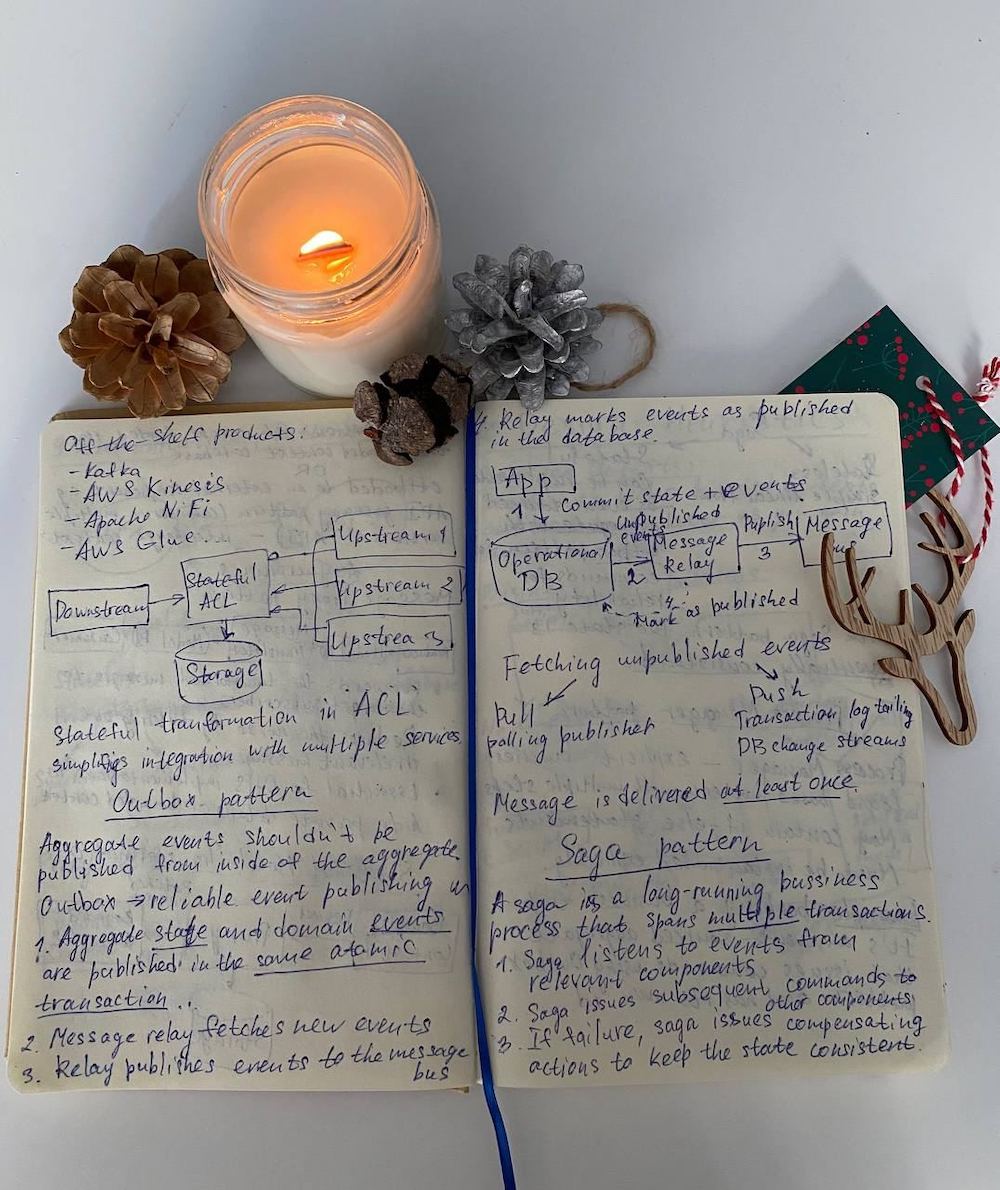 Off-the-shelf products:
- Kafka
- AWS Kinesis
- Apache NiFi
- AWS Glue.
Upstream 1
Stateful
ACL
Upstream 2
Downstream
Upstrea 3
Storage
Stateful tranformation in "ACL"
simplifies integration with multiple services.
Outbox pattern
Aggregate events shouldn't be
published from inside of the aggregate.
Outbox → reliable event publishing
1. Aggregate state and domain events
are published in the same atomic
transaction..
2. Message relay fetches new events
3. Relay publishes events to the message
bus
4. Relay marks events as published
in the database.
App
1
Commit state + events
Operational
DB
Unpublished
events
2
Message
Relay
Publish
3
Message
4.
Mark as published
Fetching unpublished events
Pull
polling publisher
Push
Transaction log tailing
DB change streams
Message is delivered at least once.
Saga pattern
A saga is a long-running bussiness
process that spans multiple transactions.
1. Saga listens to events from
relevant components
2. Saga issues subsequent commands to
other components
3. If failure, saga issues compensating
actions to keep the state consistent.